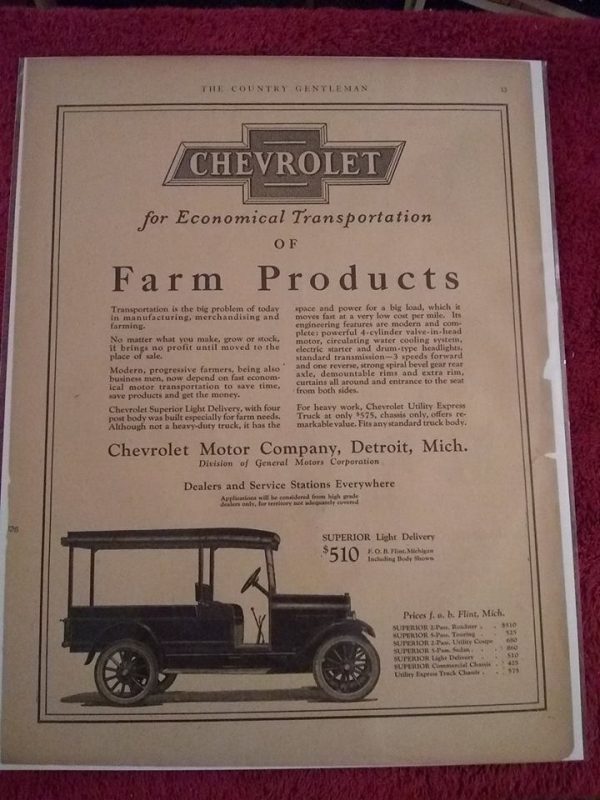 THE COUNTRY GENTLEMAN
13
CHEVROLET
for Economical Transportation
OF
Farm Products
Transportation is the big problem of today
in manufacturing, merchandising and
farming.
No matter what you make, grow or stock,
it brings no profit until moved to the
place of sale.
Modern, progressive farmers, being also
business men, now depend on fast econom-
ical motor transportation to save time,
save products and get the money.
Chevrolet Superior Light Delivery, with four
post body was built especially for farm needs.
Although not a heavy-duty truck, it has the
space and power for a big load, which it
moves fast at a very low cost per mile. Its
engineering features are modern and com-
plete: powerful 4-cylinder valve-in-head
motor, circulating water cooling system,
electric starter and drum-type headlights,
standard transmission—3 speeds forward
and one reverse, strong spiral bevel gear rear
axle, demountable rims and extra rim,
curtains all around and entrance to the seat
from both sides.
For heavy work, Chevrolet Utility Express
Truck at only $575, chassis only, offers re-
markable value. Fits any standard truck body.
Chevrolet Motor Company, Detroit, Mich.
Division of General Motors Corporation
Dealers and Service Stations Everywhere
Applications will be considered from high grade
dealers only, for territory not adequately covered
SUPERIOR Light Delivery
$510 F. O. B. Flint, Michigan
Including Body Shown
Prices f. o. b. Flint, Mich.
SUPERIOR 2-Pass. Roadster . . $510
SUPERIOR 5-Pass. Touring . 525
SUPERIOR 2-Pass. Utility Coupe 680
SUPERIOR 5-Pass. Sedan . . . 860
SUPERIOR Light Delivery . 510
SUPERIOR Commercial Chassis . 425
Utility Express Truck Chassis . . 575